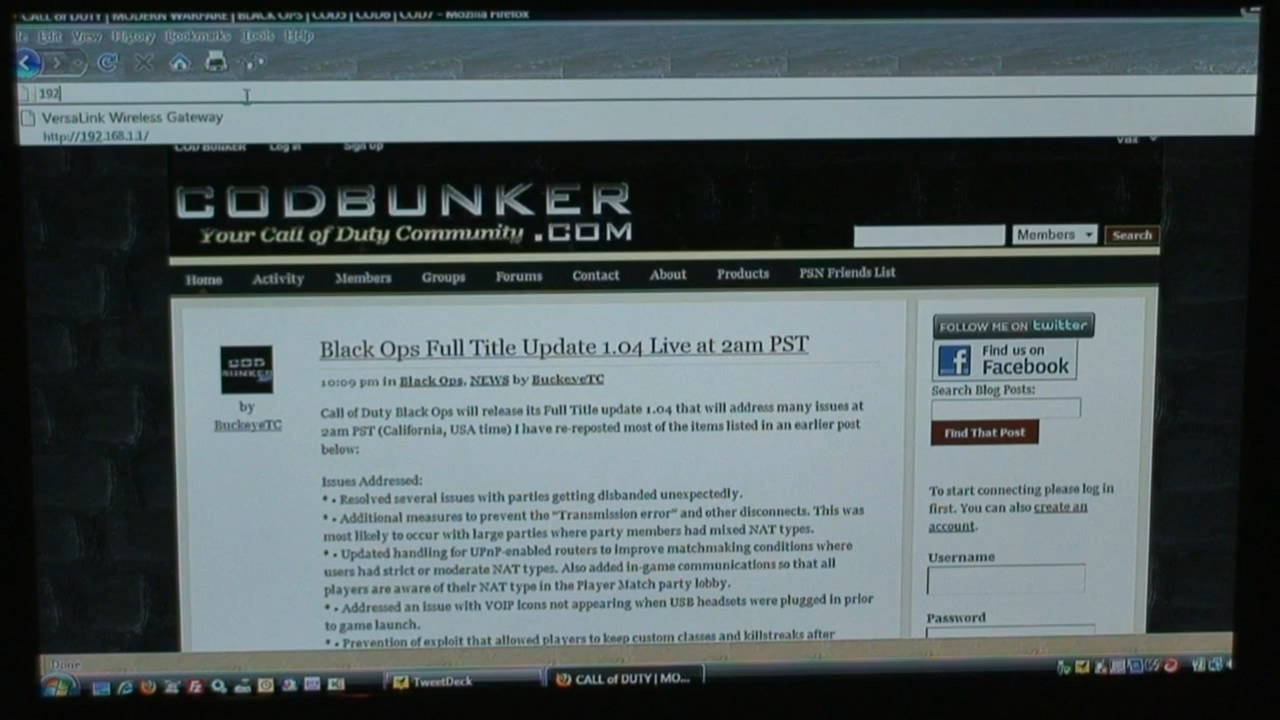 CALL of DUTY | MODERN WARFARE | BLACK OPS | COD5 | COD6 | COD7 - Mozilla Firefox
Edit View History Bookmarks Tools Help
192
VersaLink Wireless Gateway
http://192.168.1.1/
COD BUNKER Log in Sign up
CODBUNKER
Your Call of Duty Community .COM
Members Search
Home Activity Members Groups Forums Contact About Products PSN Friends List
FOLLOW ME ON twitter
Black Ops Full Title Update 1.04 Live at 2am PST
Find us on
Facebook
COD
BUNKER
10:09 pm in Black Ops, NEWS by BuckeyeTC
Search Blog Posts:
by
BuckeyeTC
Call of Duty Black Ops will release its Full Title update 1.04 that will address many issues at
2am PST (California, USA time) I have re-reposted most of the items listed in an earlier post
below:
Find That Post
Issues Addressed:
* • Resolved several issues with parties getting disbanded unexpectedly.
* • Additional measures to prevent the "Transmission error" and other disconnects. This was
most likely to occur with large parties where party members had mixed NAT types.
* • Updated handling for UPnP-enabled routers to improve matchmaking conditions where
users had strict or moderate NAT types. Also added in-game communications so that all
players are aware of their NAT type in the Player Match party lobby.
* • Addressed an issue with VOIP icons not appearing when USB headsets were plugged in prior
to game launch.
* • Prevention of exploit that allowed players to keep custom classes and killstreaks after
To start connecting please log in
first. You can also create an
account.
Username
Password
Done
TweetDeck
CALL of DUTY | MO...